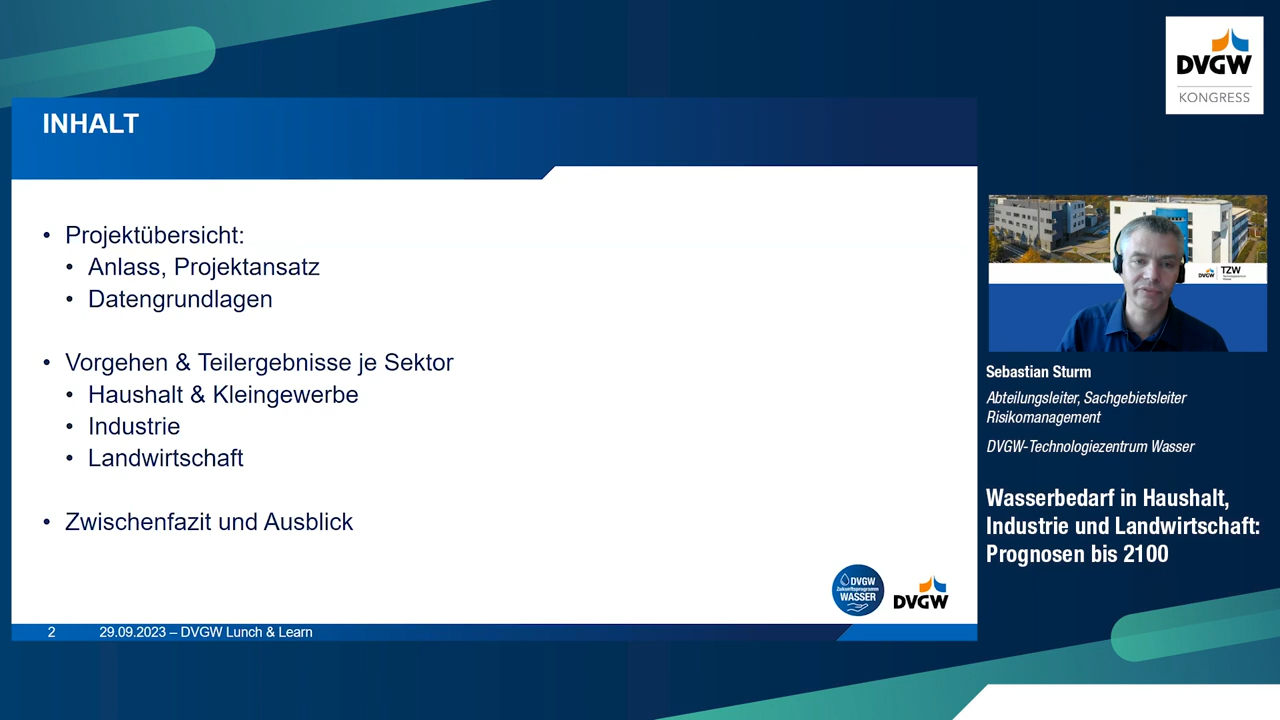 DVGW
KONGRESS
INHALT
• Projektübersicht:
• Anlass, Projektansatz
• Datengrundlagen
• Vorgehen & Teilergebnisse je Sektor
• Haushalt & Kleingewerbe
• Industrie
• Landwirtschaft
• Zwischenfazit und Ausblick
DVGW
Zukunftsprogramm
WASSER
DVGW
2 29.09.2023 – DVGW Lunch & Learn
DVGW TZW
Sebastian Sturm
Abteilungsleiter, Sachgebietsleiter
Risikomanagement
DVGW-Technologiezentrum Wasser
Wasserbedarf in Haushalt,
Industrie und Landwirtschaft:
Prognosen bis 2100